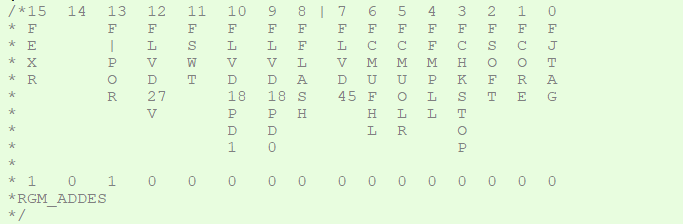 /*15  14  13  12  11  10  9  8 | 7  6  5  4  3  2  1  0
* F       F   F   F   F   F  F   F  F  F  F  F  F  F  F
* E       |   L   S   L   L  F   L  C  C  F  C  S  C  J
* X       P   V   W   V   V  L   V  M  M  M  H  O  O  T
* R       O   D   T   D   D  A   D  U  U  P  K  F  R  A
*         R   27      18  18 S   45 F  O  L  S  T  E  G
*             V       P   P  H      H  L  L  T
*                     D   D         L  R     O
*                     1   0                  P
*
* 1   0   1   0   0   0   0  0   0  0  0  0  0  0  0  0
*RGM_ADDES
*/